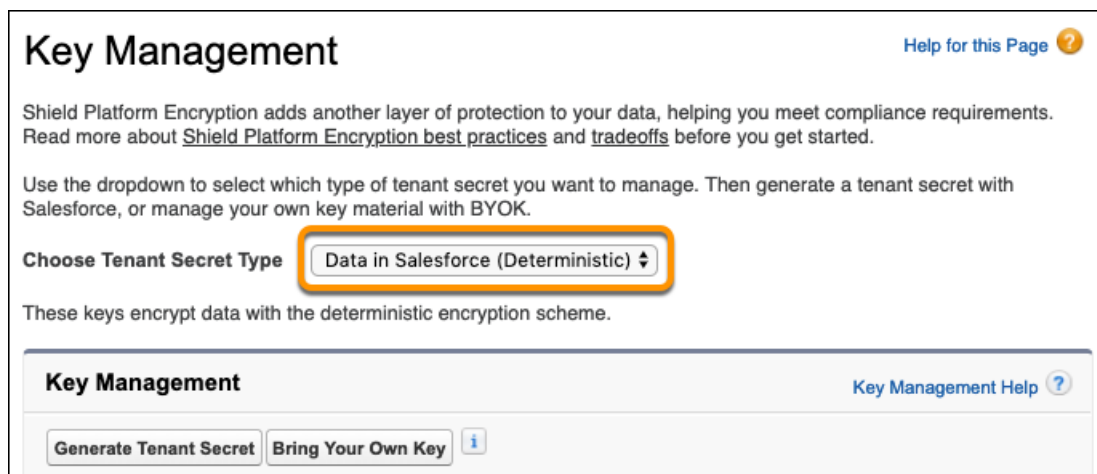 Key Management
Help for this Page ?
Shield Platform Encryption adds another layer of protection to your data, helping you meet compliance requirements.
Read more about Shield Platform Encryption best practices and tradeoffs before you get started.
Use the dropdown to select which type of tenant secret you want to manage. Then generate a tenant secret with
Salesforce, or manage your own key material with BYOK.
Choose Tenant Secret Type Data in Salesforce (Deterministic)
These keys encrypt data with the deterministic encryption scheme.
Key Management
Key Management Help ?
Generate Tenant Secret Bring Your Own Key i